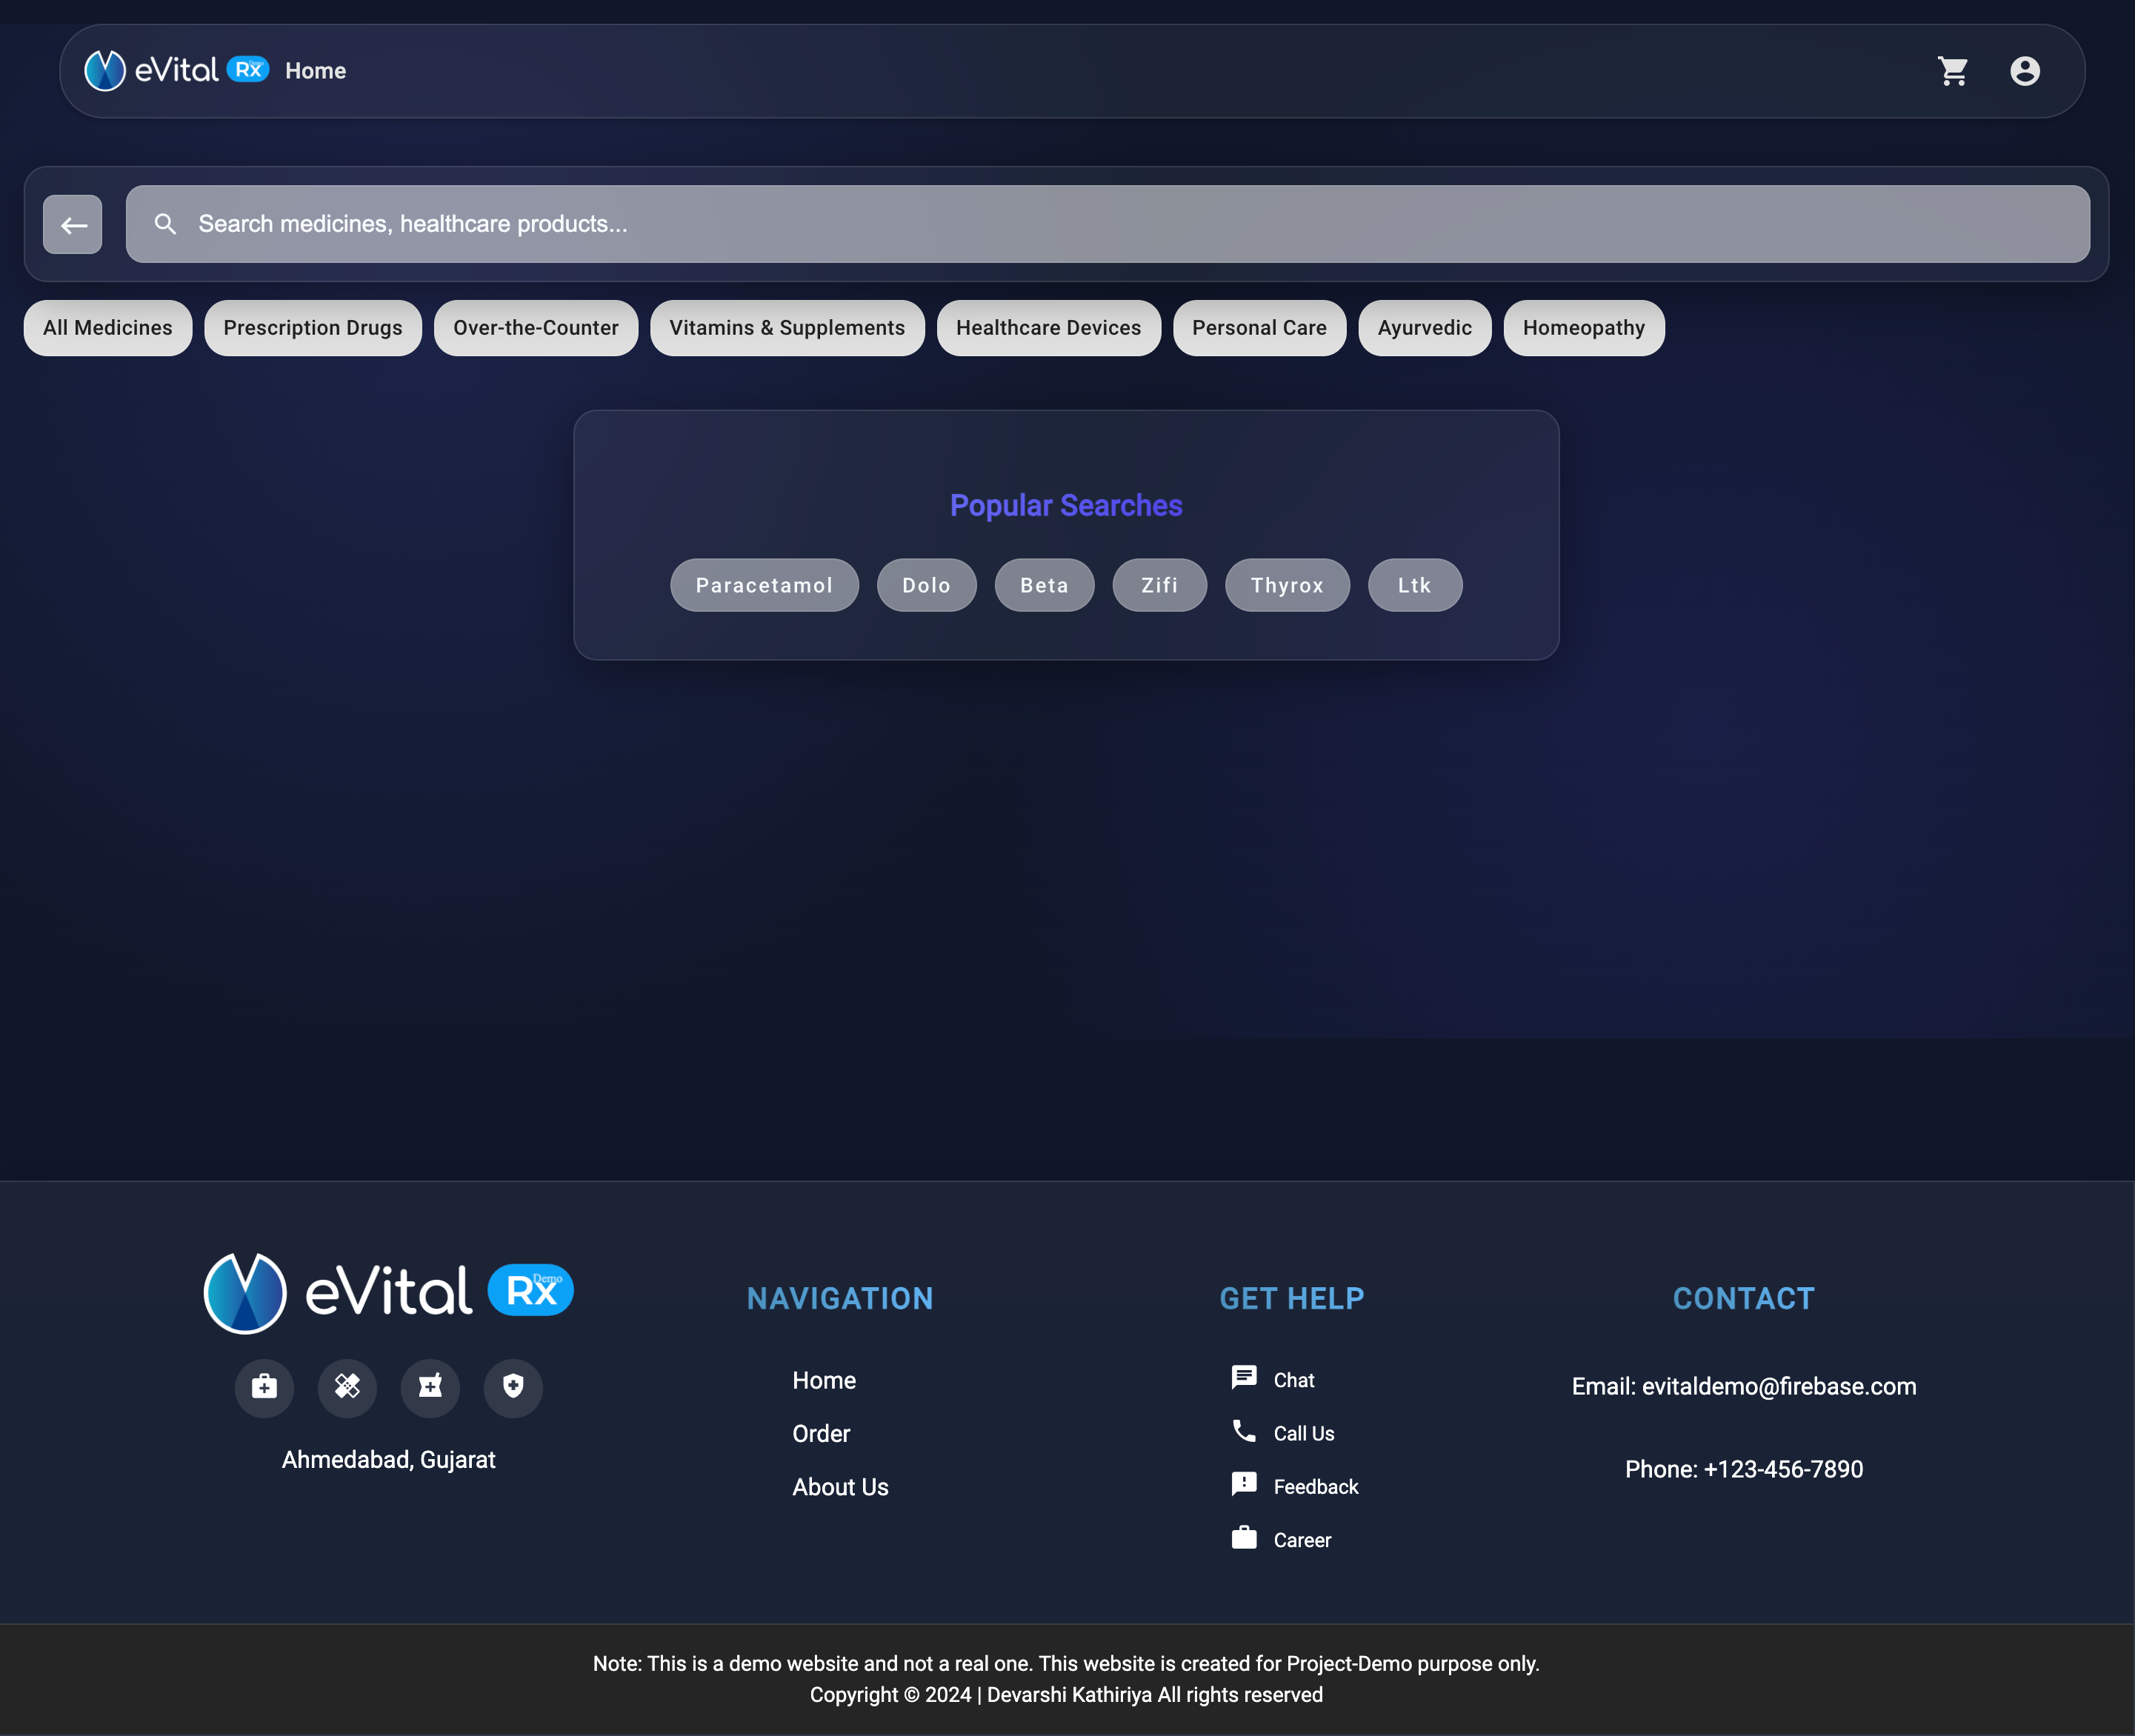 eVital Rx Demo Home
Search medicines, healthcare products...
All Medicines Prescription Drugs Over-the-Counter Vitamins & Supplements Healthcare Devices Personal Care Ayurvedic Homeopathy
Popular Searches
Paracetamol Dolo Beta Zifi Thyrox Ltk
eVital Rx Demo
Ahmedabad, Gujarat
NAVIGATION
Home
Order
About Us
GET HELP
Chat
Call Us
Feedback
Career
CONTACT
Email: evitaldemo@firebase.com
Phone: +123-456-7890
Note: This is a demo website and not a real one. This website is created for Project-Demo purpose only.
Copyright © 2024 | Devarshi Kathiriya All rights reserved